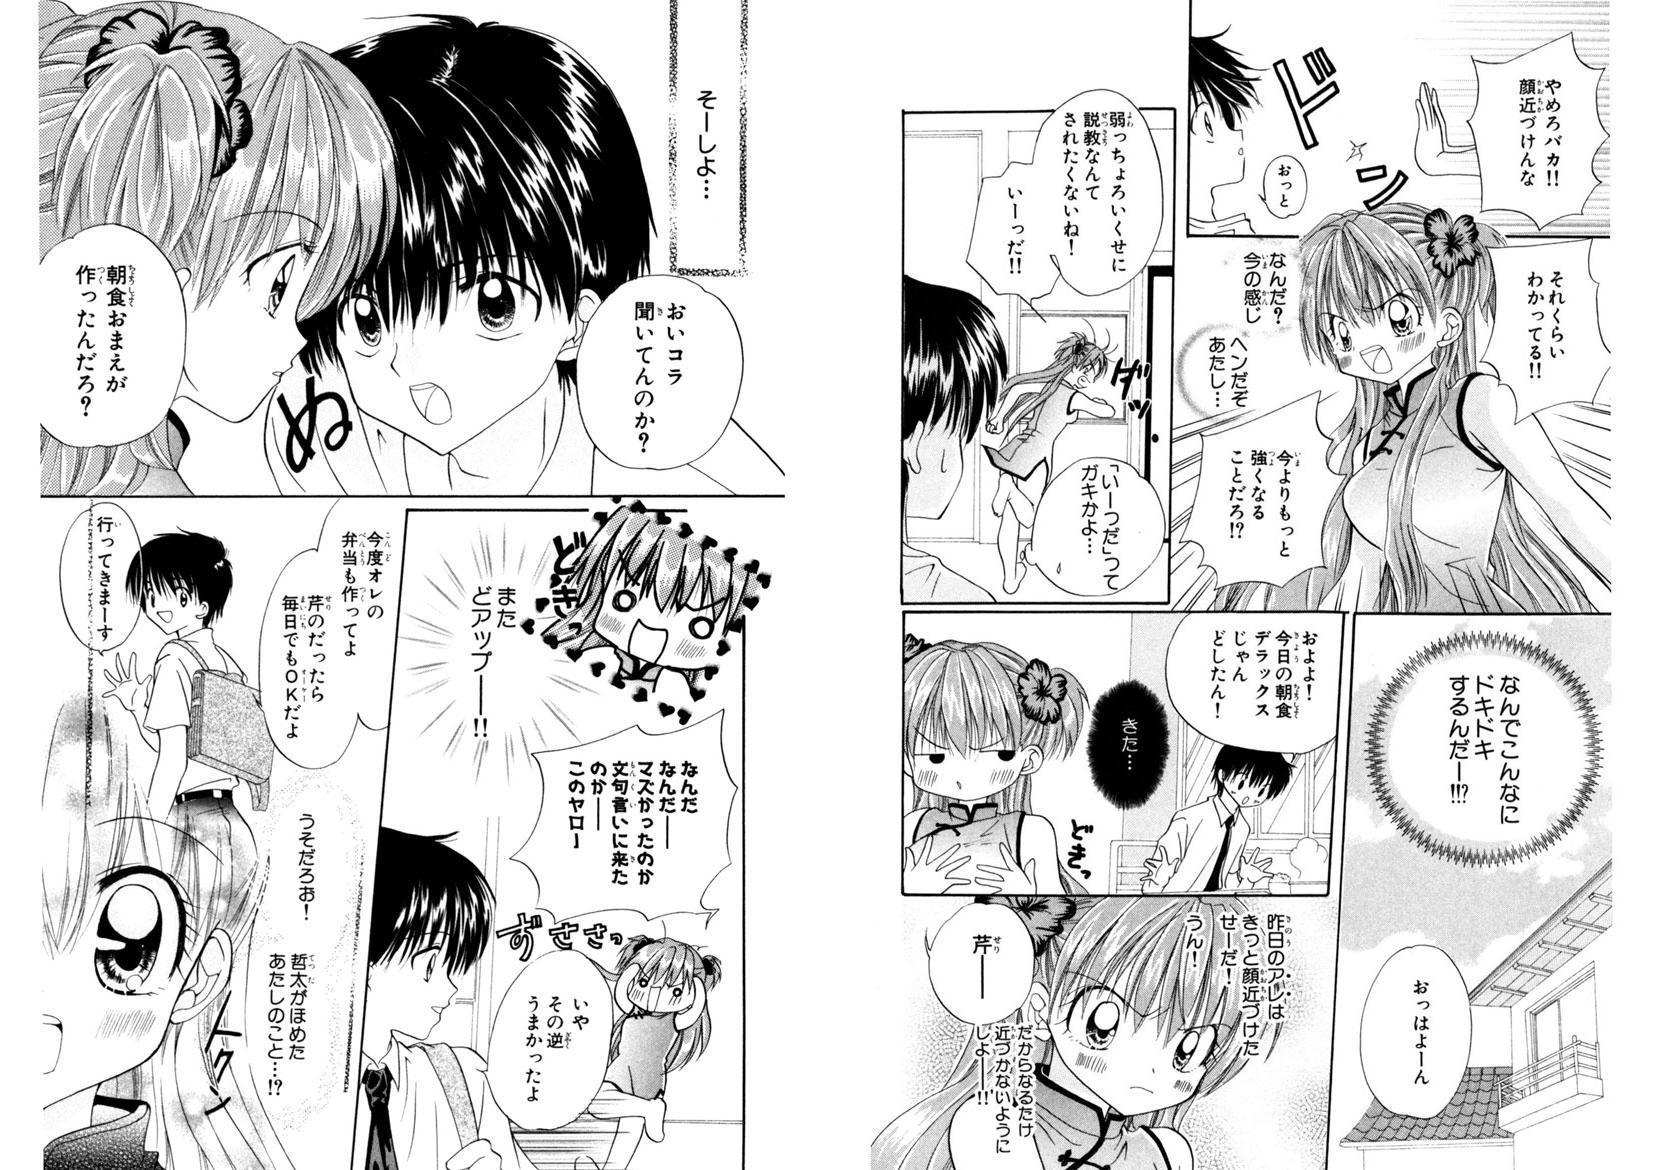 やめろバカ!!
顔近づけんな
ドン
おっと
それくらい
わかってる!!
なんだ?
今の感じ
ヘンだぞ
あたし…
今よりもっと
強くなる
ことだろ!?
弱っちょろいくせに
説教なんて
されたくないね!
いーっだ!!
ダダッ
「いーっだ」って
ガキかよ…
なんでこんなに
ドキドキ
するんだー!!?
おっはよーん
およよ!
今日の朝食
デラックス
じゃん
どしたん!
きた…
どきっ
昨日のアレは
きっと顔近づけた
せーだ!
うん!
芹――
だからなるたけ
近づかないように
しよ――!!
そーしよ…
おいコラ
聞いてんのか?
ぬっ
朝食おまえが
作ったんだろ?
どきっ
また
どアップ――!!
なんだ
なんだ――
マズかったのか
文句言いに来た
のか――
このヤロー
ずささっ
いや
その逆
うまかったよ
今度オレの
弁当も作ってよ
芹のだったら
毎日でもOKだよ
行ってきまーす
うそだろぉ!
哲太がほめた
あたしのこと…!?
トクン